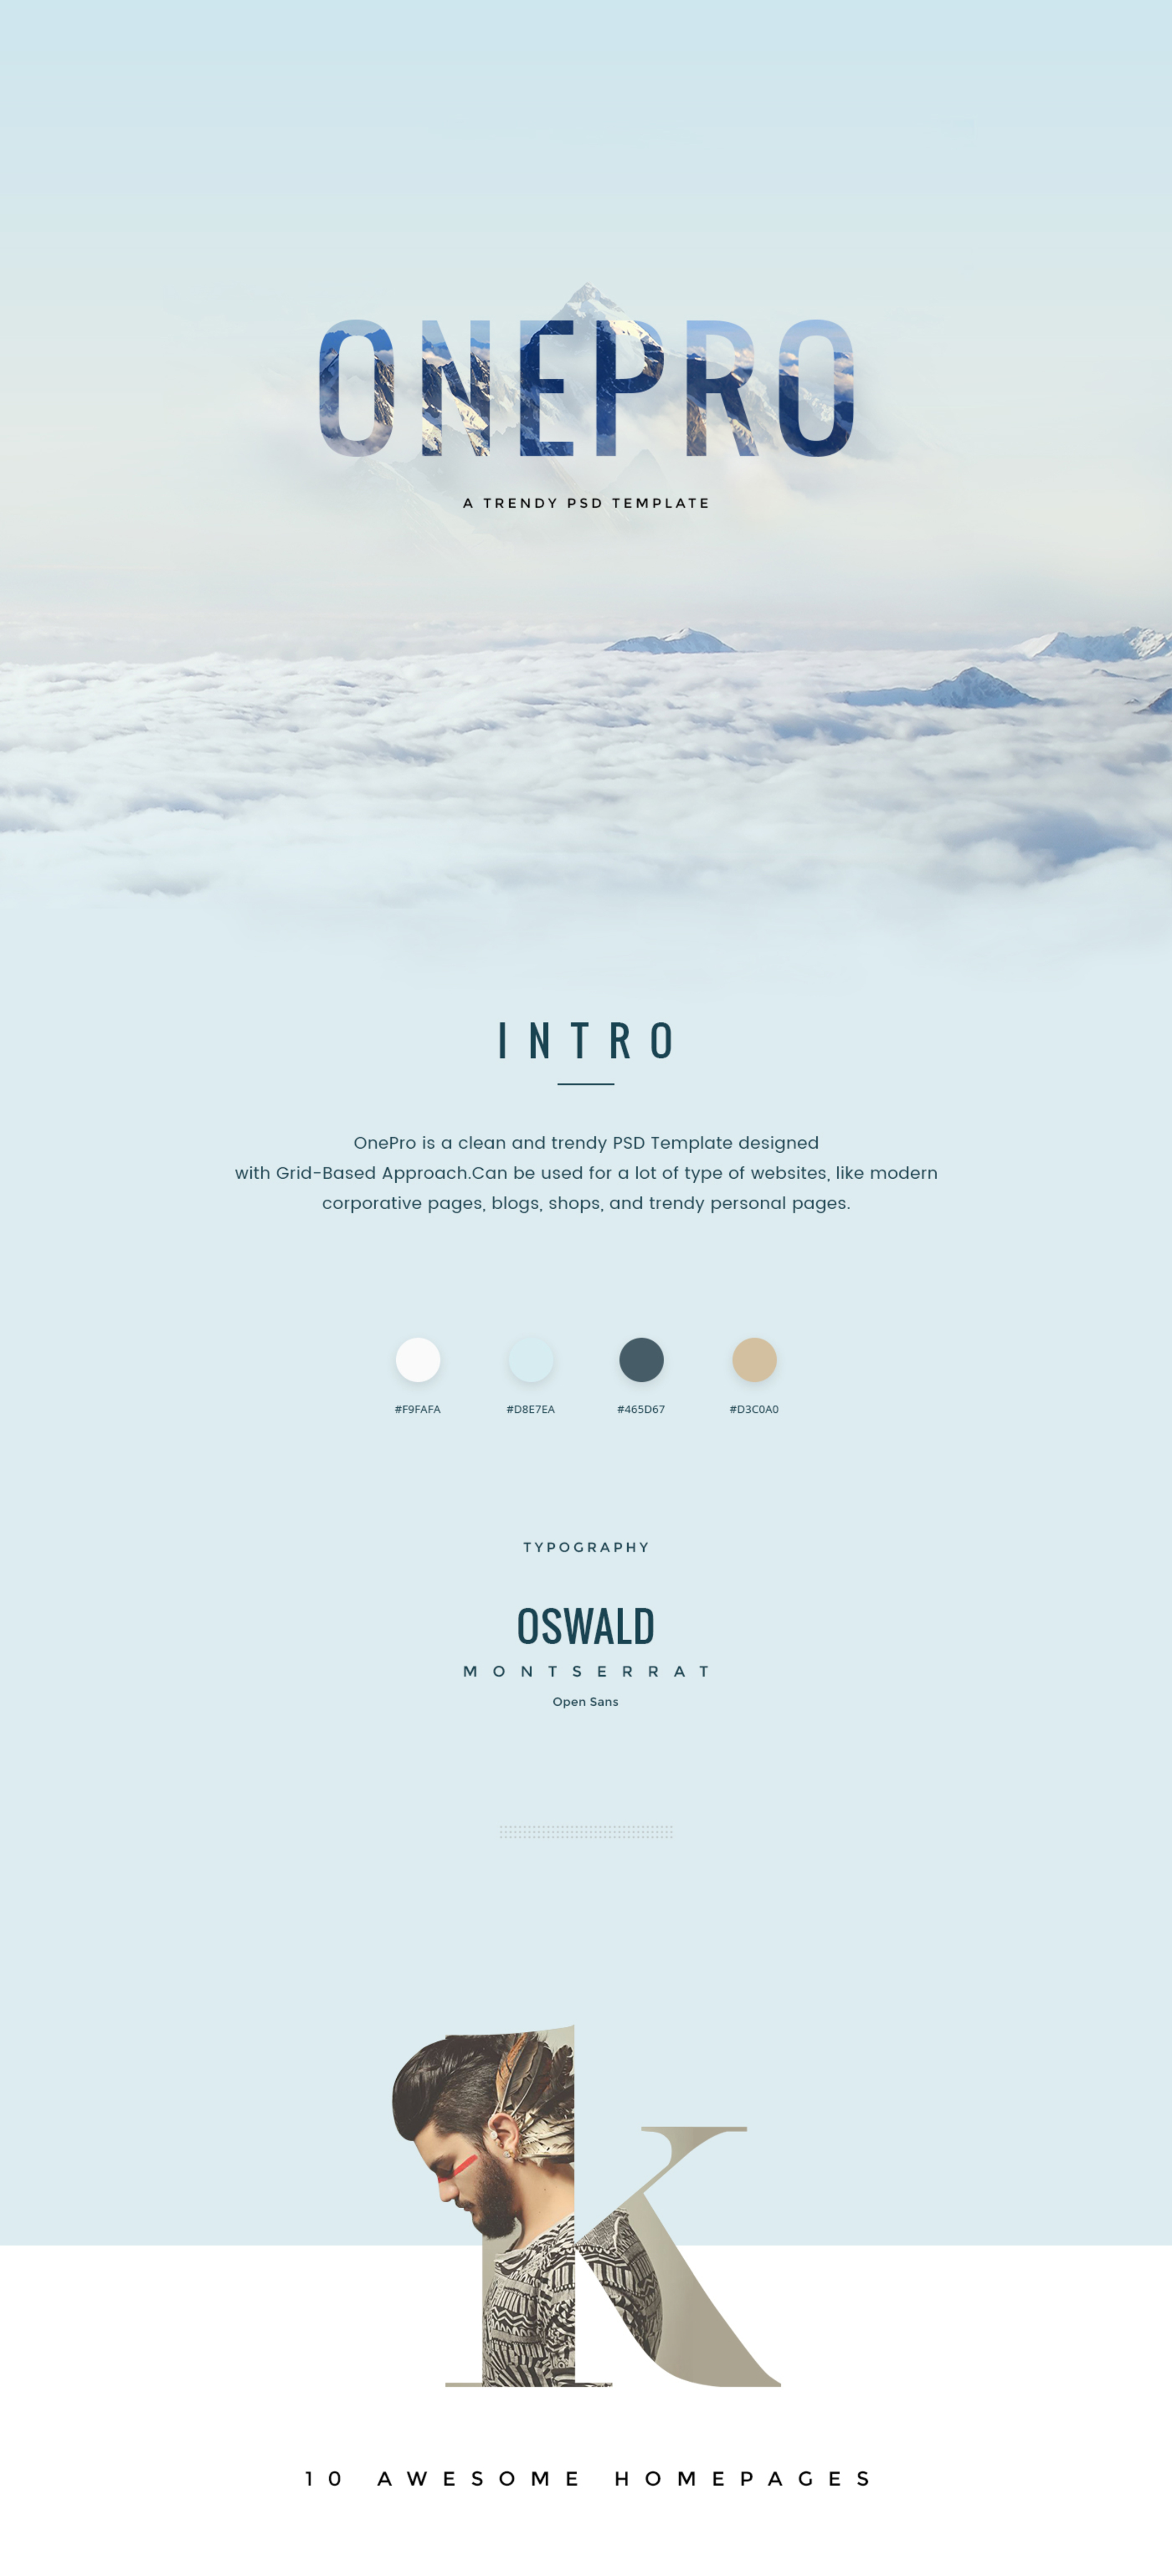 ONEPRO
A TRENDY PSD TEMPLATE
INTRO
OnePro is a clean and trendy PSD Template designed
with Grid-Based Approach.Can be used for a lot of type of websites, like modern
corporative pages, blogs, shops, and trendy personal pages.
#F9FAFA #D8E7EA #465D67 #D3C0A0
TYPOGRAPHY
OSWALD
MONTSERRAT
Open Sans
K
10 AWESOME HOMEPAGES